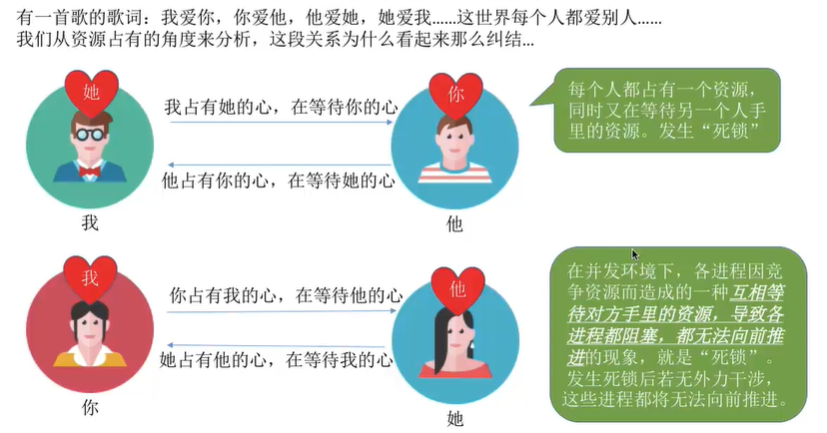 有一首歌的歌词：我爱你，你爱他，他爱她，她爱我……这世界每个人都爱别人……
我们从资源占有的角度来分析，这段关系为什么看起来那么纠结...
她
我占有她的心，在等待你的心
你
每个人都占有一个资源，
同时又在等待另一个人手
里的资源。发生“死锁”
他占有你的心，在等待她的心
我
他
我
你占有我的心，在等待他的心
他
她占有他的心，在等待我的心
你
她
在并发环境下，各进程因竞
争资源而造成的一种互相等
待对方手里的资源，导致各
进程都阻塞，都无法向前推
进的现象，就是“死锁”。
发生死锁后若无外力干涉，
这些进程都将无法向前推进。